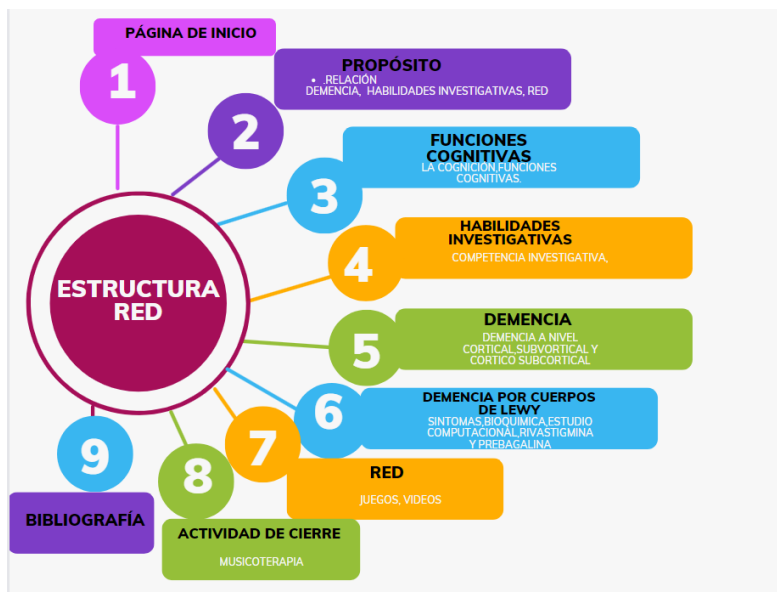 PÁGINA DE INICIO
1
PROPÓSITO
• .RELACIÓN
DEMENCIA, HABILIDADES INVESTIGATIVAS, RED
2
FUNCIONES
COGNITIVAS
LA COGNICIÓN,FUNCIONES
COGNITIVAS.
3
HABILIDADES
INVESTIGATIVAS
COMPETENCIA INVESTIGATIVA,
4
ESTRUCTURA
RED
DEMENCIA
DEMENCIA A NIVEL
CORTICAL,SUBVORTICAL Y
CORTICO SUBCORTICAL
5
DEMENCIA POR CUERPOS
DE LEWY
SINTOMAS,BIOQUIMICA,ESTUDIO
COMPUTACIONAL,RIVASTIGMINA
Y PREBAGALINA
6
7
RED
JUEGOS, VIDEOS
8
ACTIVIDAD DE CIERRE
MUSICOTERAPIA
9
BIBLIOGRAFÍA